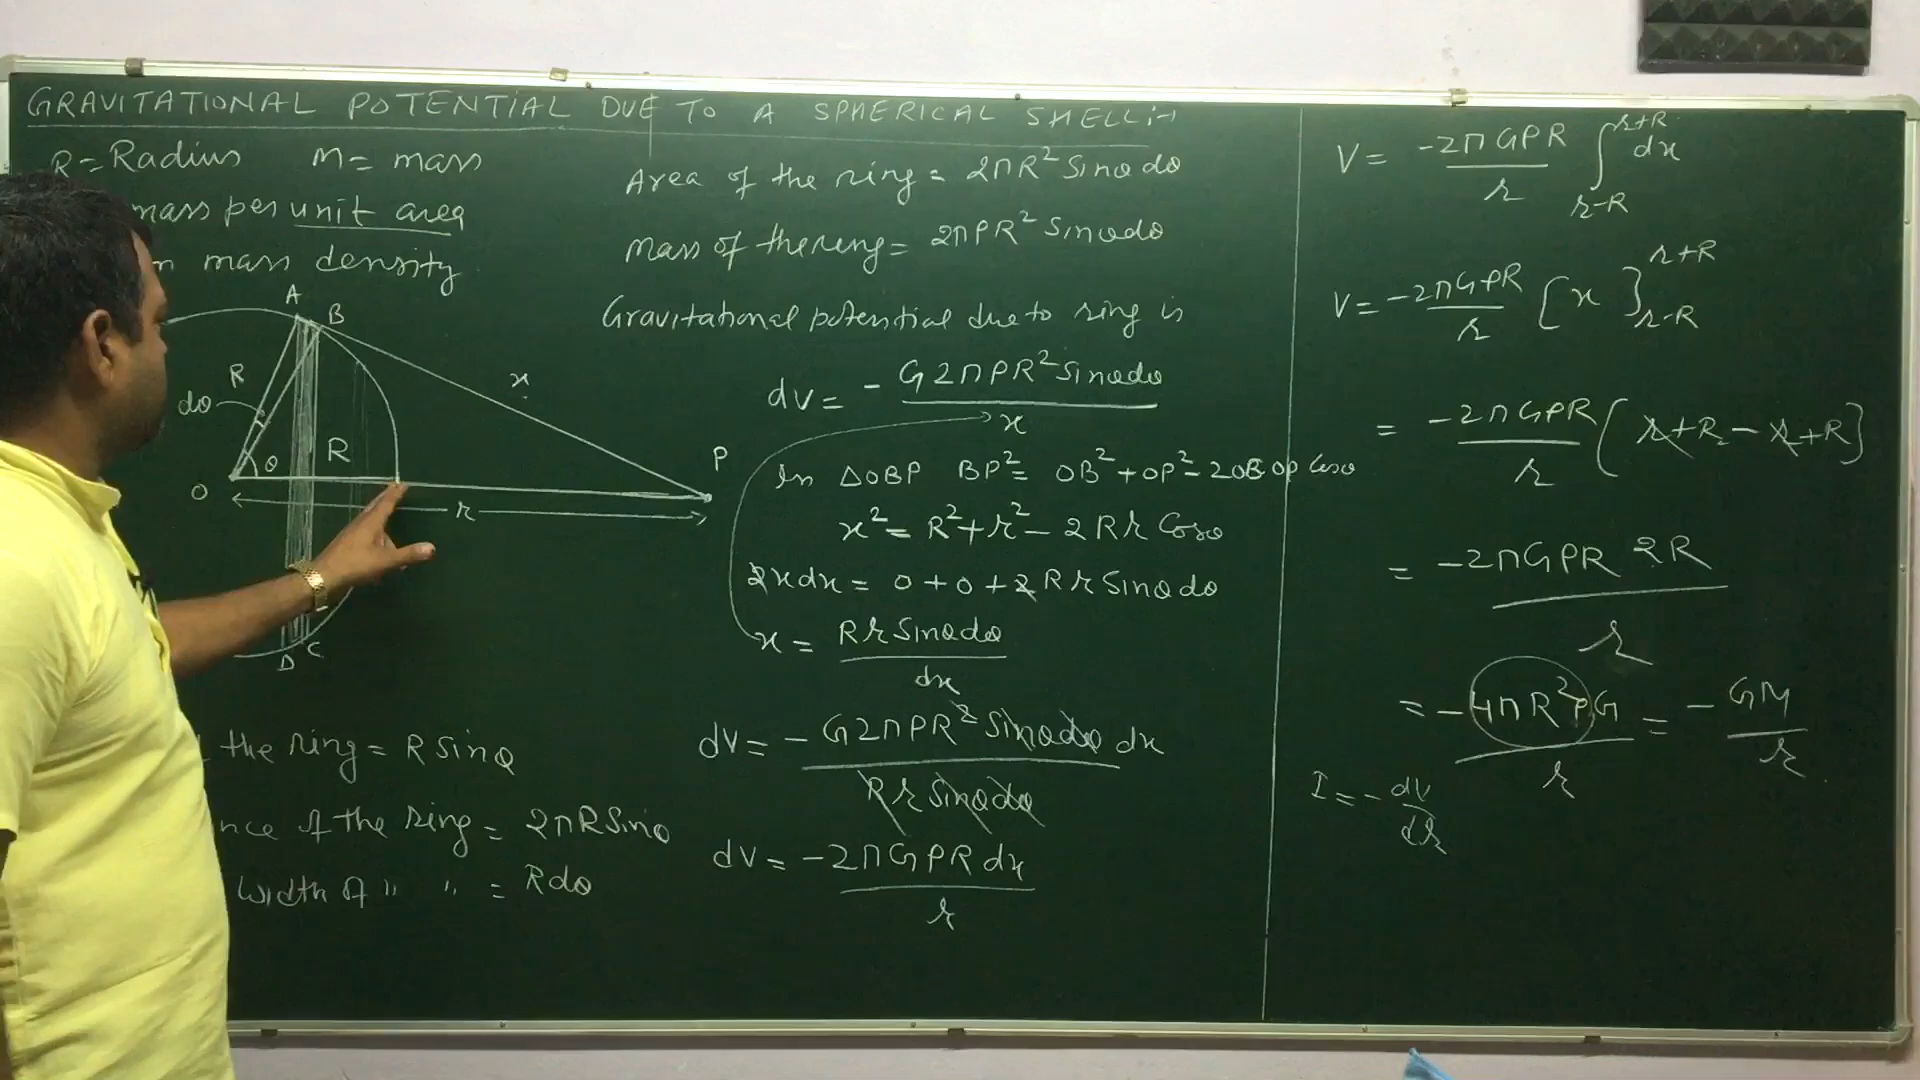 GRAVITATIONAL POTENTIAL DUE TO A SPHERICAL SHELL:-
R = Radius M = mass
mass per unit area
mass density
A
B
R
dθ
θ
R
x
P
O
r
D C
the ring = R Sinθ
nce of the ring = 2πR Sinθ
Width of " " = Rdθ
Area of the ring = 2πR² Sinθ dθ
Mass of the ring = 2πρR² Sinθdθ
Gravitational potential due to ring is
dV = - G 2πρR² Sinθdθ / x
In ΔOBP BP² = OB² + OP² - 2OB OP Cosθ
x² = R² + r² - 2Rr Cosθ
2xdx = 0 + 0 + 2Rr Sinθ dθ
x = Rr Sinθdθ / dx
dV = - G2πρR² Sinθdθ dx / Rr Sinθdθ
dV = -2πGρR dx / r
V = -2πGρR / r ∫ r-R r+R dx
V = -2πGρR / r [x] r-R r+R
= -2πGρR / r (r+R - r+R]
= -2πGρR 2R / r
= - 4πR²ρG / r = - GM / r
I = - dV / dr